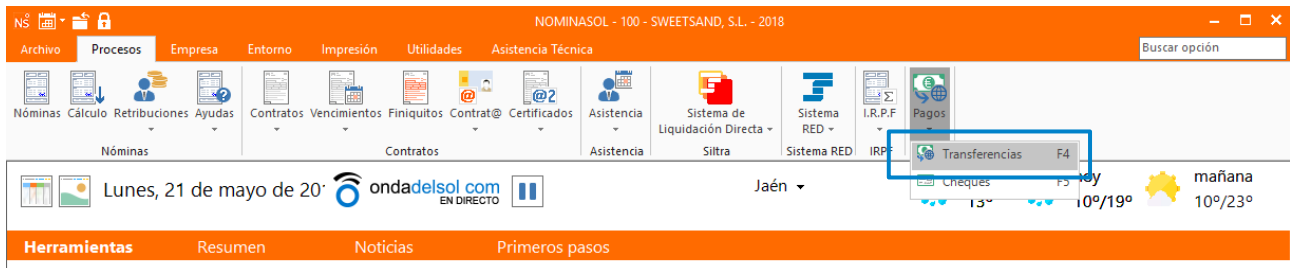 NOMINASOL - 100 - SWEETSAND, S.L. - 2018
Archivo Procesos Empresa Entorno Impresión Utilidades Asistencia Técnica Buscar opción
Nóminas Cálculo Retribuciones Ayudas Contratos Vencimientos Finiquitos Contrat@ Certificados Asistencia Sistema de Liquidación Directa Sistema RED I.R.P.F Pagos
Nóminas Contratos Asistencia Siltra Sistema RED IRPF
Transferencias F4
Cheques F5
Lunes, 21 de mayo de 20 ondadelsol com EN DIRECTO Jaén mañana
13º 10º/19º 10º/23º
Herramientas Resumen Noticias Primeros pasos